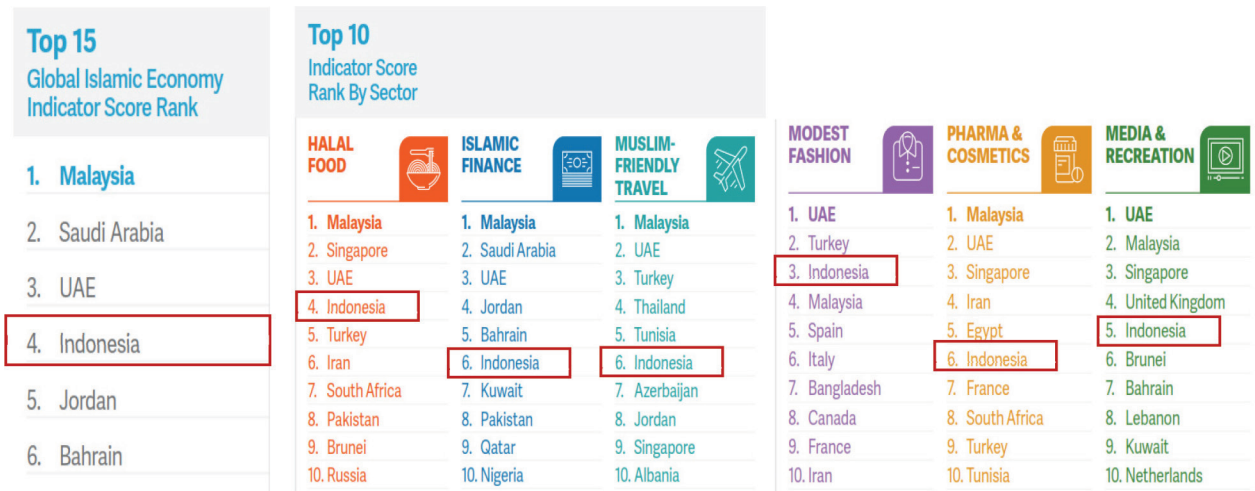 Top 15
Global Islamic Economy
Indicator Score Rank
1. Malaysia
2. Saudi Arabia
3. UAE
4. Indonesia
5. Jordan
6. Bahrain
Top 10
Indicator Score
Rank By Sector
HALAL
FOOD
1. Malaysia
2. Singapore
3. UAE
4. Indonesia
5. Turkey
6. Iran
7. South Africa
8. Pakistan
9. Brunei
10. Russia
ISLAMIC
FINANCE
1. Malaysia
2. Saudi Arabia
3. UAE
4. Jordan
5. Bahrain
6. Indonesia
7. Kuwait
8. Pakistan
9. Qatar
10. Nigeria
MUSLIM-
FRIENDLY
TRAVEL
1. Malaysia
2. UAE
3. Turkey
4. Thailand
5. Tunisia
6. Indonesia
7. Azerbaijan
8. Jordan
9. Singapore
10. Albania
MODEST
FASHION
1. UAE
2. Turkey
3. Indonesia
4. Malaysia
5. Spain
6. Italy
7. Bangladesh
8. Canada
9. France
10. Iran
PHARMA &
COSMETICS
1. Malaysia
2. UAE
3. Singapore
4. Iran
5. Egypt
6. Indonesia
7. France
8. South Africa
9. Turkey
10. Tunisia
MEDIA &
RECREATION
1. UAE
2. Malaysia
3. Singapore
4. United Kingdom
5. Indonesia
6. Brunei
7. Bahrain
8. Lebanon
9. Kuwait
10. Netherlands